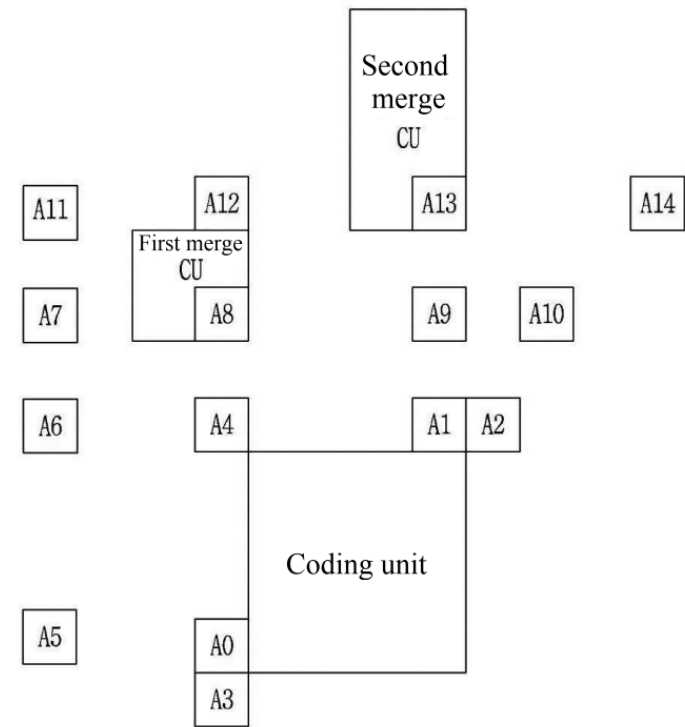 Second
merge
CU
A11
A12
A13
A14
First merge
CU
A7
A8
A9
A10
A6
A4
A1
A2
Coding unit
A5
A0
A3